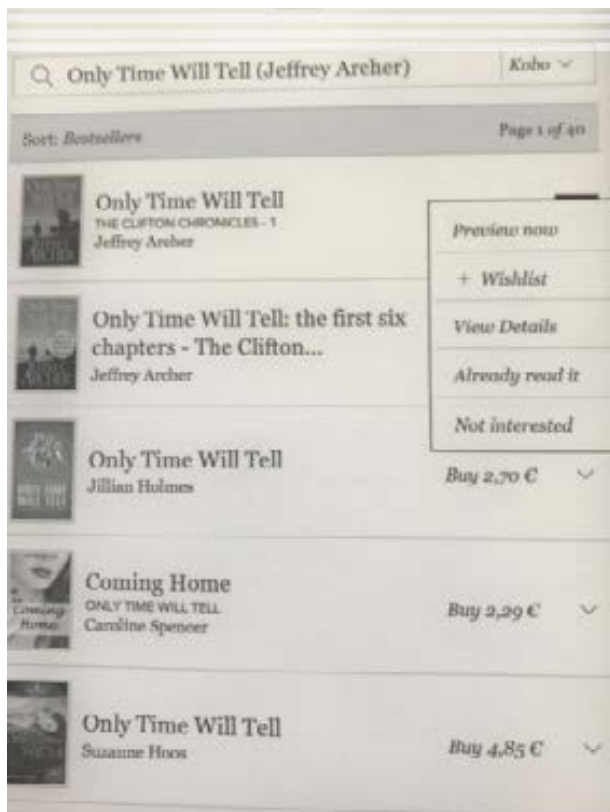 Only Time Will Tell (Jeffrey Archer)
Kobo
Sort: Bestsellers
Page 1 of 40
Only Time Will Tell
THE CLIFTON CHRONICLES - 1
Jeffrey Archer
Preview now
+ Wishlist
View Details
Already read it
Not interested
Only Time Will Tell: the first six
chapters - The Clifton...
Jeffrey Archer
Only Time Will Tell
Jillian Hulmes
Buy 2,70 €
Coming Home
ONLY TIME WILL TELL
Caroline Spencer
Buy 2,29 €
Coming
Home
Only Time Will Tell
Suzanne Hoos
Buy 4,85 €